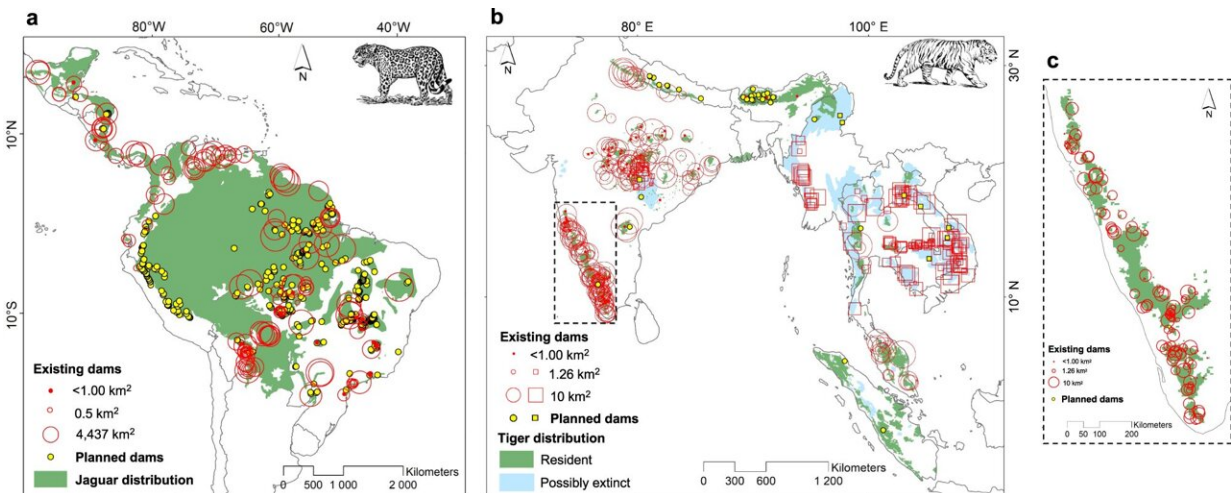 a
80°W
60°W
40°W
N
10°N
10°S
Existing dams
<1.00 km²
0.5 km²
4,437 km²
Planned dams
Jaguar distribution
Kilometers
0 500 1 000 2 000
b
80° E
100° E
N
30° N
10° N
Existing dams
<1.00 km²
1.26 km²
10 km²
Planned dams
Tiger distribution
Resident
Possibly extinct
Kilometers
0 300 600 1 200
c
N
Existing dams
<1.00 km²
1.26 km²
10 km²
Planned dams
Kilometers
0 50 100 200